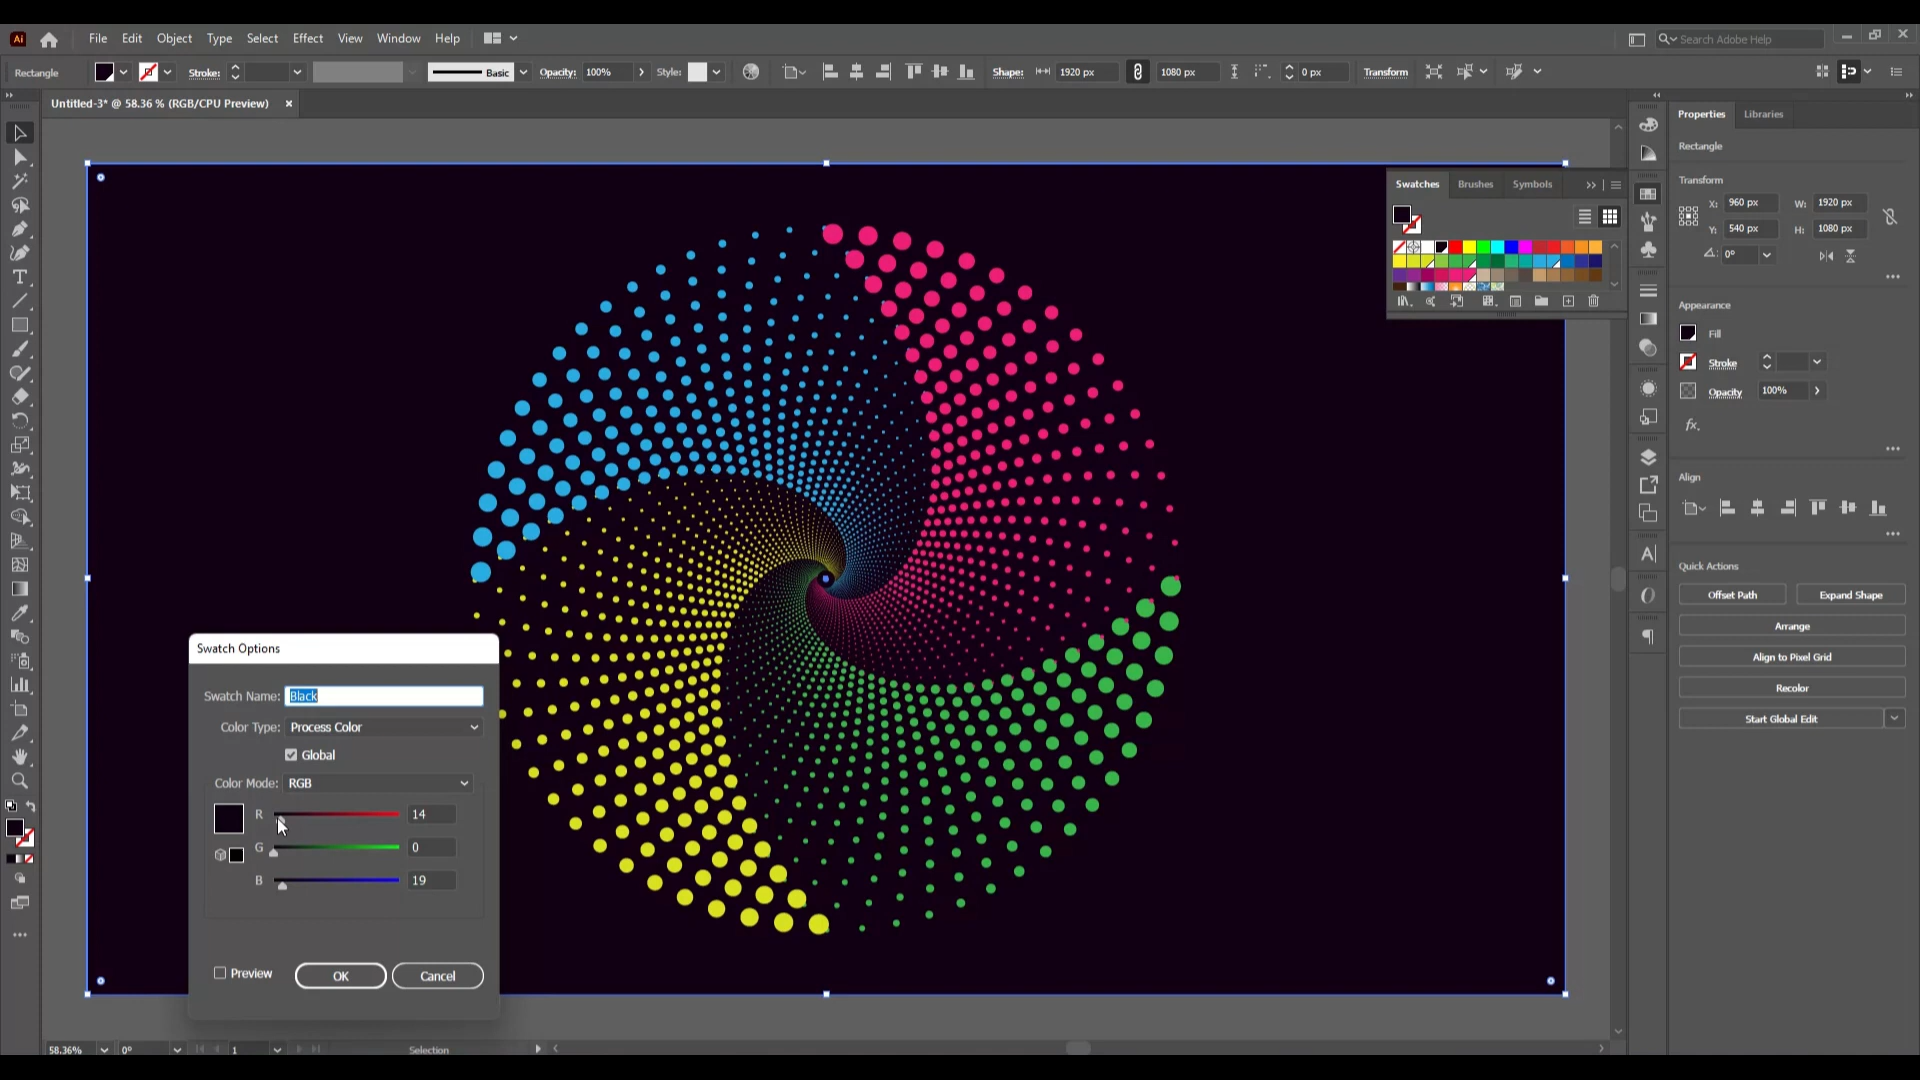 Ai File Edit Object Type Select Effect View Window Help Search Adobe Help
Rectangle Stroke: Basic Opacity: 100% Style: Shape: 1920 px 1080 px 0 px Transform
Untitled-3* @ 58.36 % (RGB/CPU Preview)
Properties Libraries
Rectangle
Transform
X: 960 px W: 1920 px
Y: 540 px H: 1080 px
0°
Appearance
Fill
Stroke
Opacity 100%
fx.
Align
Quick Actions
Offset Path Expand Shape
Arrange
Align to Pixel Grid
Recolor
Start Global Edit
Swatches Brushes Symbols
Swatch Options
Swatch Name: Black
Color Type: Process Color
Global
Color Mode: RGB
R 14
G 0
B 19
Preview OK Cancel
58.36% 0° 1 Selection